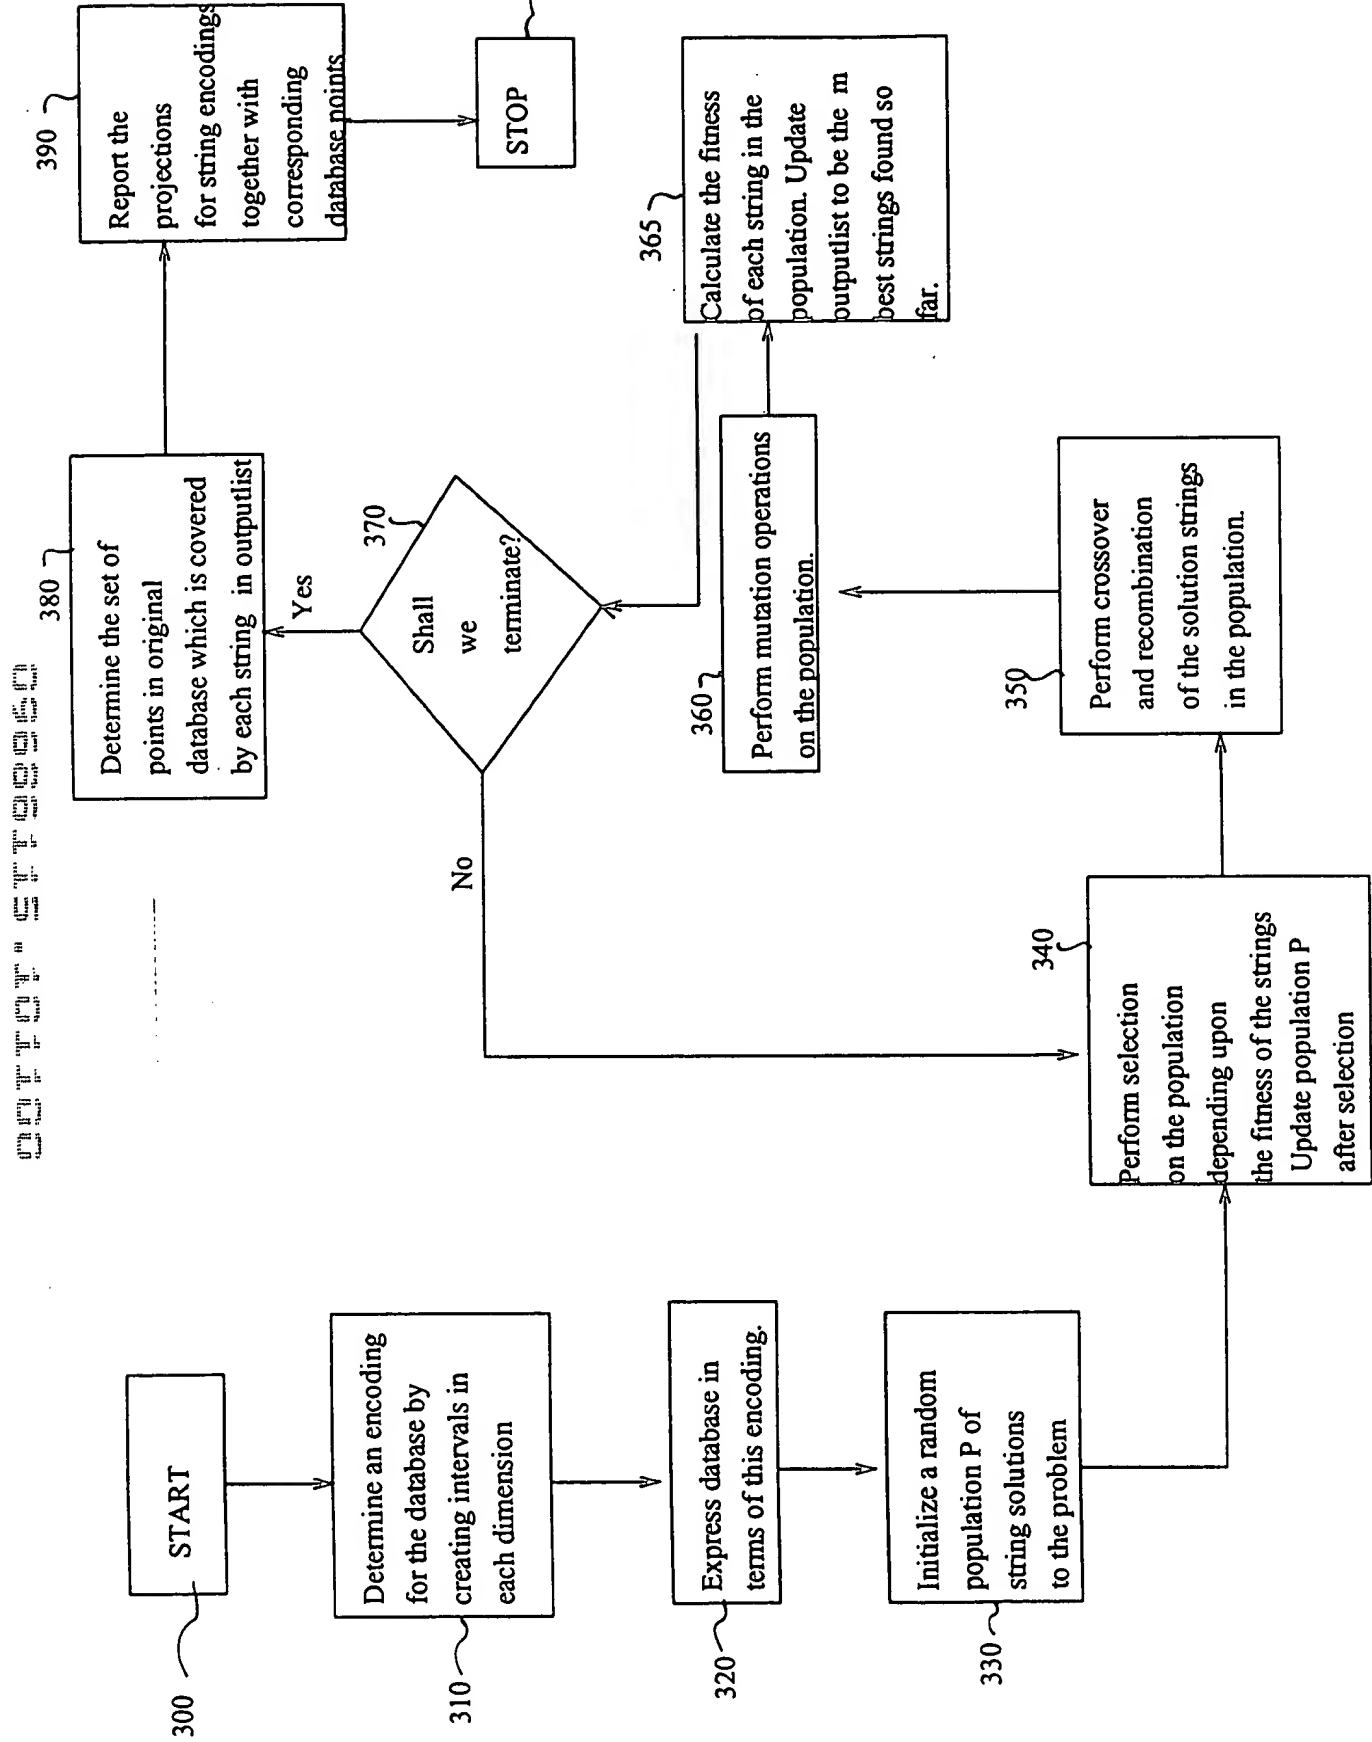 300
START
310
Determine an encoding
for the database by
creating intervals in
each dimension
320
Express database in
terms of this encoding.
330
Initialize a random
population P of
string solutions
to the problem
340
Perform selection
on the population
depending upon
the fitness of the strings
Update population P
after selection
350
Perform crossover
and recombination
of the solution strings
in the population.
360
Perform mutation operations
on the population.
365
Calculate the fitness
of each string in the
population. Update
outputlist to be the m
best strings found so
far.
370
Shall
we
terminate?
No
Yes
380
Determine the set of
points in original
database which is covered
by each string in outputlist
390
Report the
projections
for string encodings
together with
corresponding
database points
STOP